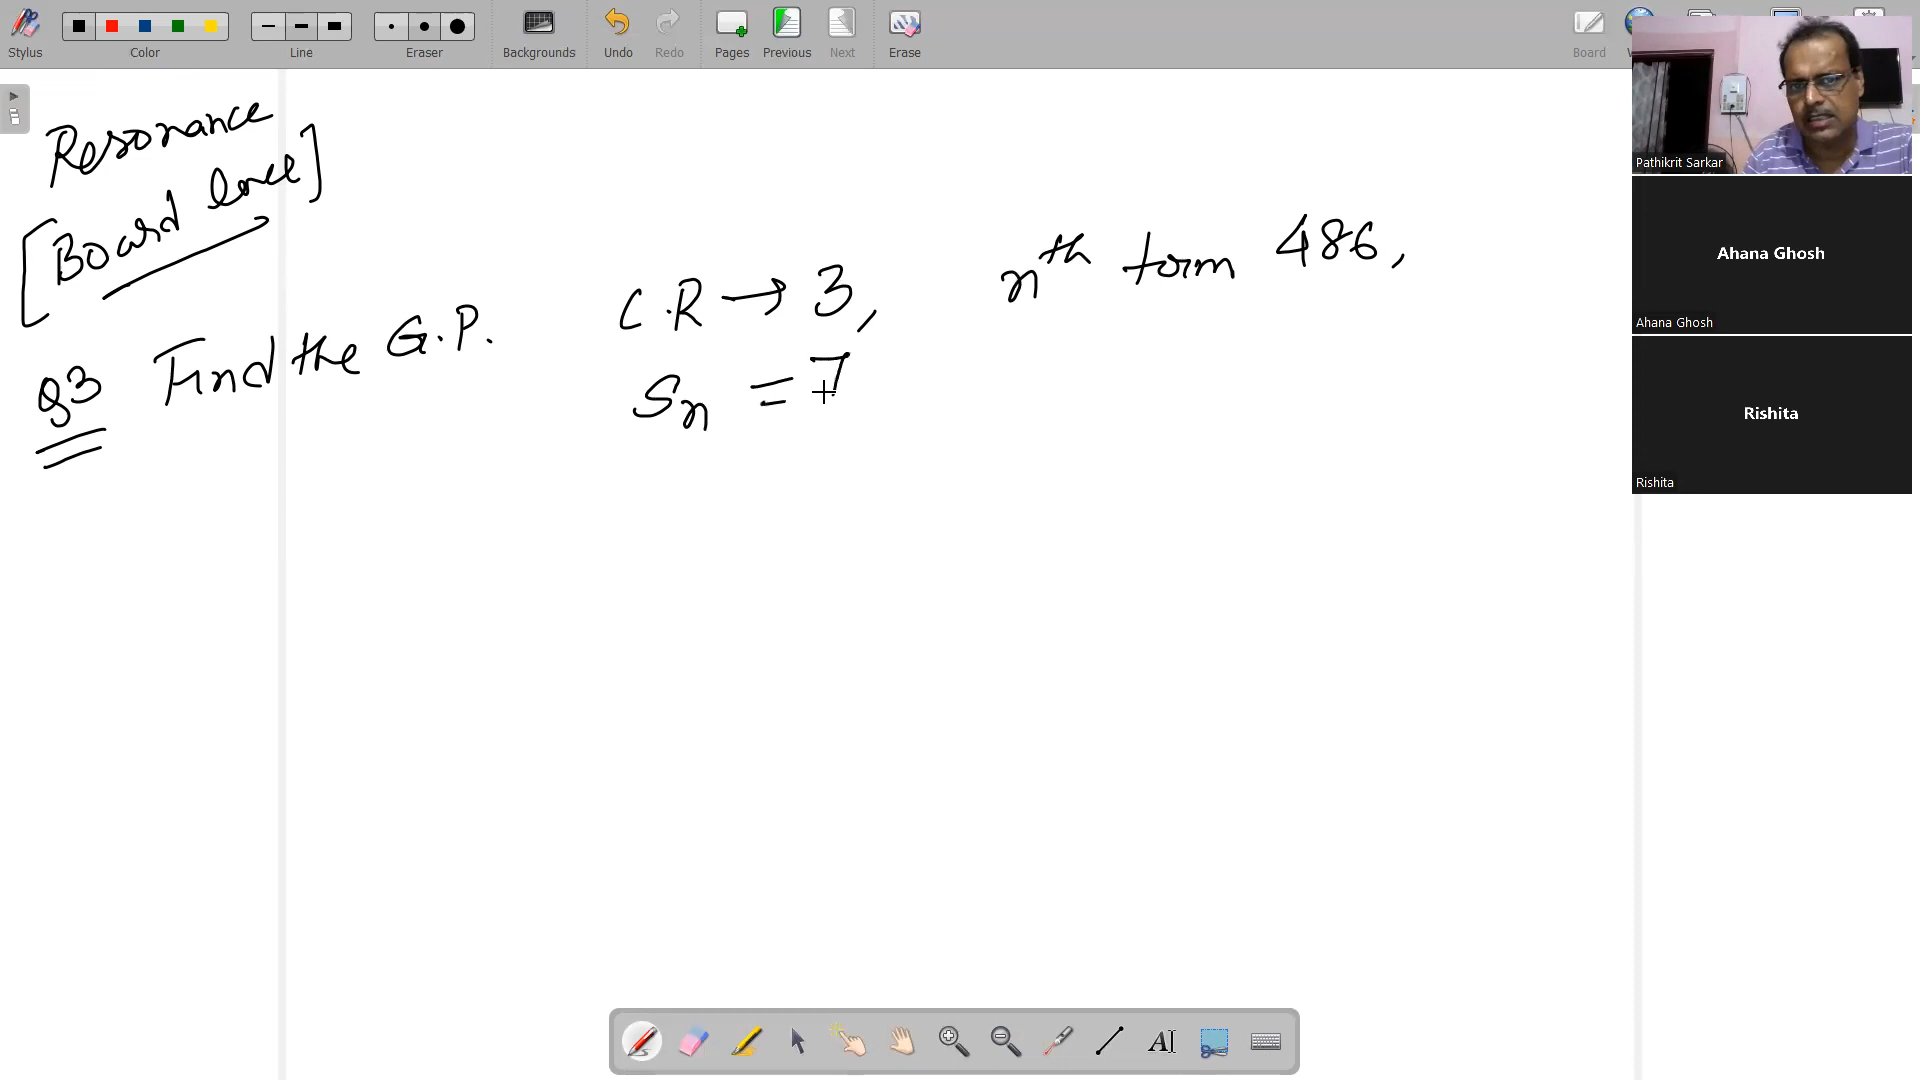 Stylus Color Line Eraser Backgrounds Undo Redo Pages Previous Next Erase Board
Resonance
[Board level]
Q3 Find the G.P. C.R → 3, nth term 486,
Sn = 7
Pathikrit Sarkar
Ahana Ghosh
Ahana Ghosh
Rishita
Rishita